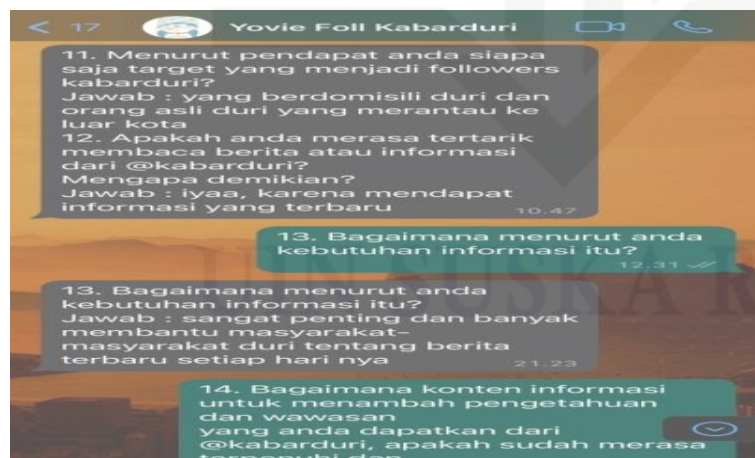 17
Yovie Foll Kabarduri
11. Menurut pendapat anda siapa
saja target yang menjadi followers
kabarduri?
Jawab : yang berdomisili duri dan
orang asli duri yang merantau ke
luar kota
12. Apakah anda merasa tertarik
membaca berita atau informasi
dari @kabarduri?
Mengapa demikian?
Jawab : iyaa, karena mendapat
informasi yang terbaru
10.47
13. Bagaimana menurut anda
kebutuhan informasi itu?
12.31
UIN SUSKA R
13. Bagaimana menurut anda
kebutuhan informasi itu?
Jawab : sangat penting dan banyak
membantu masyarakat-
masyarakat duri tentang berita
terbaru setiap hari nya
21.23
14. Bagaimana konten informasi
untuk menambah pengetahuan
dan wawasan
yang anda dapatkan dari
@kabarduri, apakah sudah merasa
terpenuhi dan